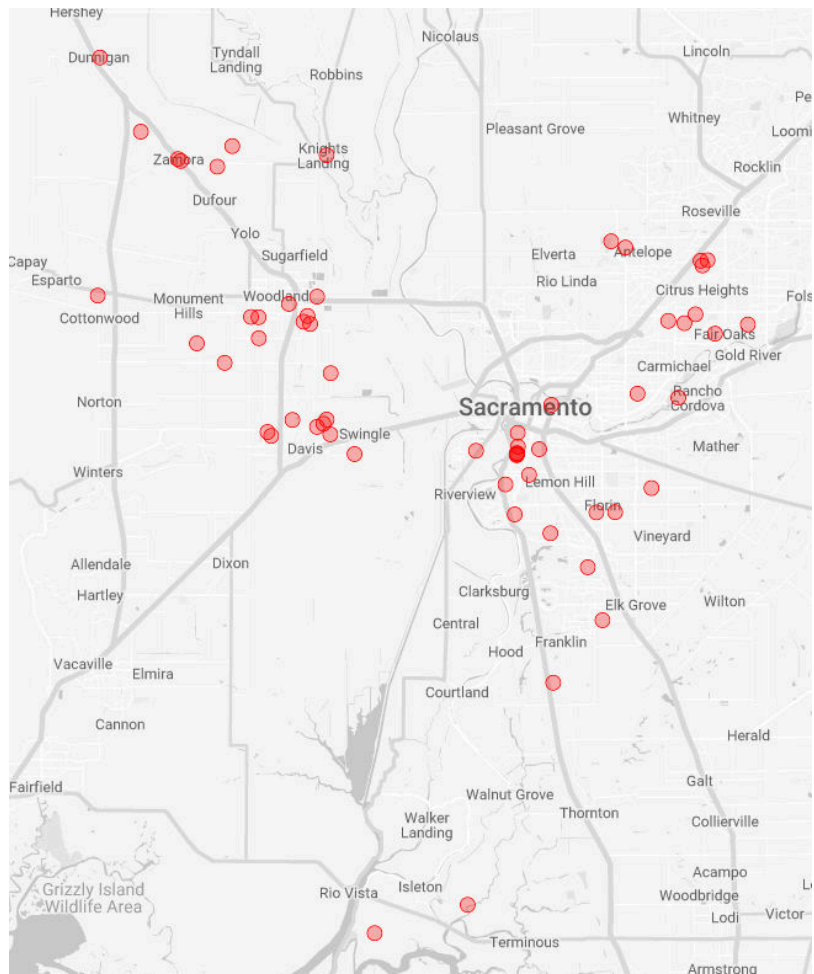 Hershey
Nicolaus
Dunnigan
Tyndall
Landing
Robbins
Lincoln
Pe
Whitney
Loomi
Pleasant Grove
Knights
Landing
Zamora
Rocklin
Dufour
Roseville
Yolo
Sugarfield
Elverta
Antelope
Capay
Esparto
Rio Linda
Citrus Heights
Monument
Hills
Woodland
Fols
Cottonwood
Fair Oaks
Gold River
Carmichael
Rancho
Cordova
Norton
Sacramento
Swingle
Davis
Mather
Winters
Lemon Hill
Riverview
Florin
Vineyard
Allendale
Dixon
Hartley
Clarksburg
Elk Grove
Wilton
Central
Franklin
Hood
Vacaville
Elmira
Courtland
Cannon
Herald
Galt
Fairfield
Walnut Grove
Thornton
Walker
Landing
Collierville
Acampo
Grizzly Island
Wildlife Area
Rio Vista
Isleton
Woodbridge
Lodi
Victor
Terminous
Armstrong